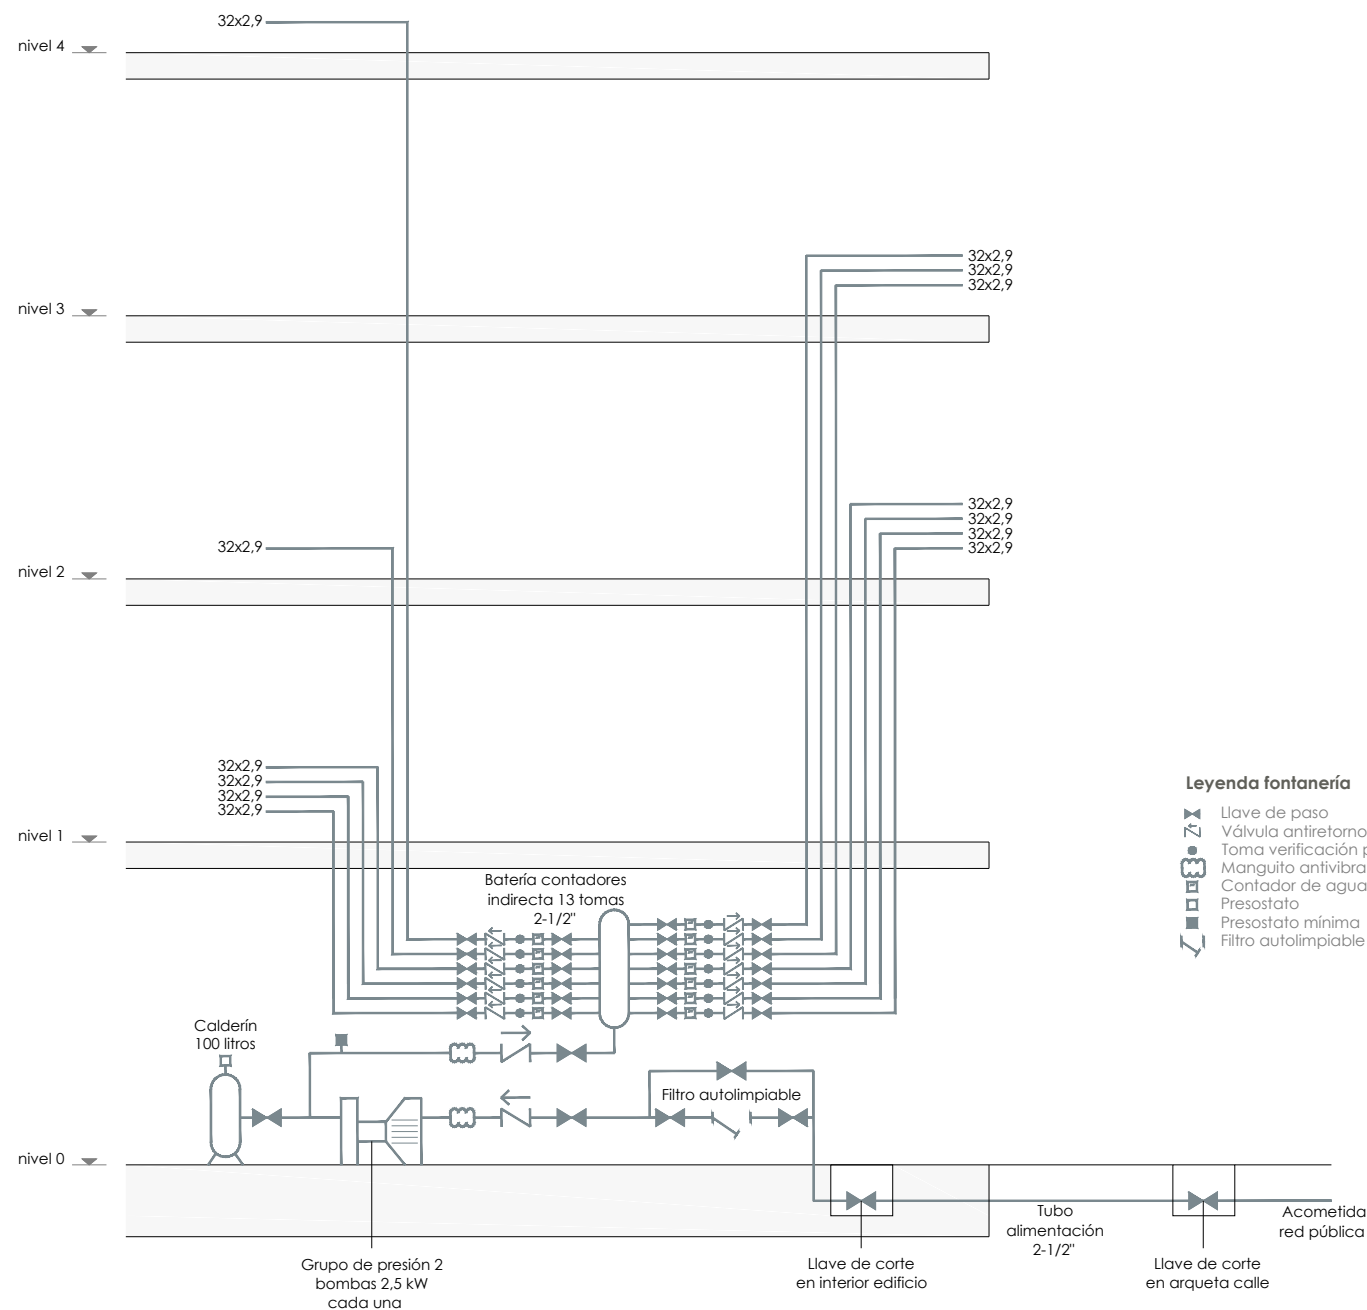 32x2,9
nivel 4
32x2,9
32x2,9
32x2,9
nivel 3
32x2,9
32x2,9
32x2,9
32x2,9
32x2,9
nivel 2
32x2,9
32x2,9
32x2,9
32x2,9
nivel 1
Leyenda fontanería
Llave de paso
Válvula antiretorno
Toma verificación
Manguito
Contador de agua
Presostato
Presostato mínima
Filtro autolimpiable
Batería contadores
indirecta 13 tomas
2-1/2"
Calderín
100 litros
Filtro autolimpiable
nivel 0
Tubo
alimentación
2-1/2"
Acometida
red pública
Grupo de presión 2
bombas 2,5 kW
cada una
Llave de corte
en interior edificio
Llave de corte
en arqueta calle